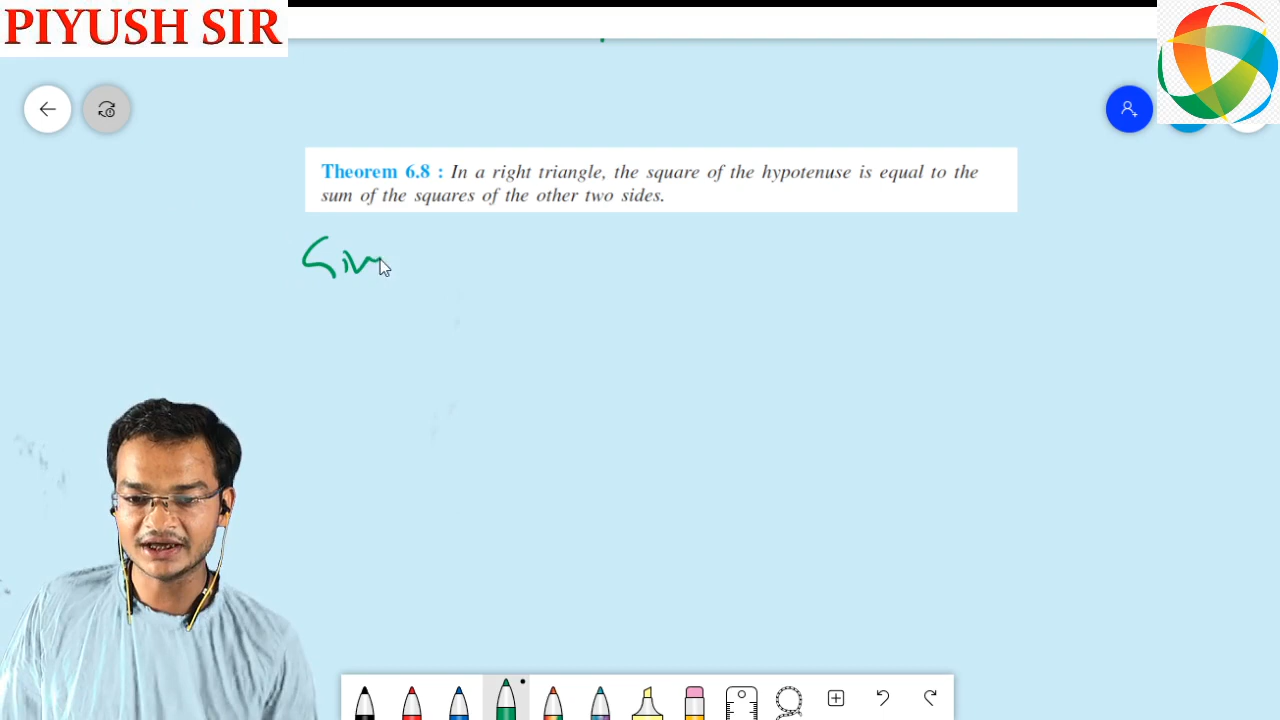 PIYUSH SIR
Theorem 6.8 : In a right triangle, the square of the hypotenuse is equal to the
sum of the squares of the other two sides.
Giv